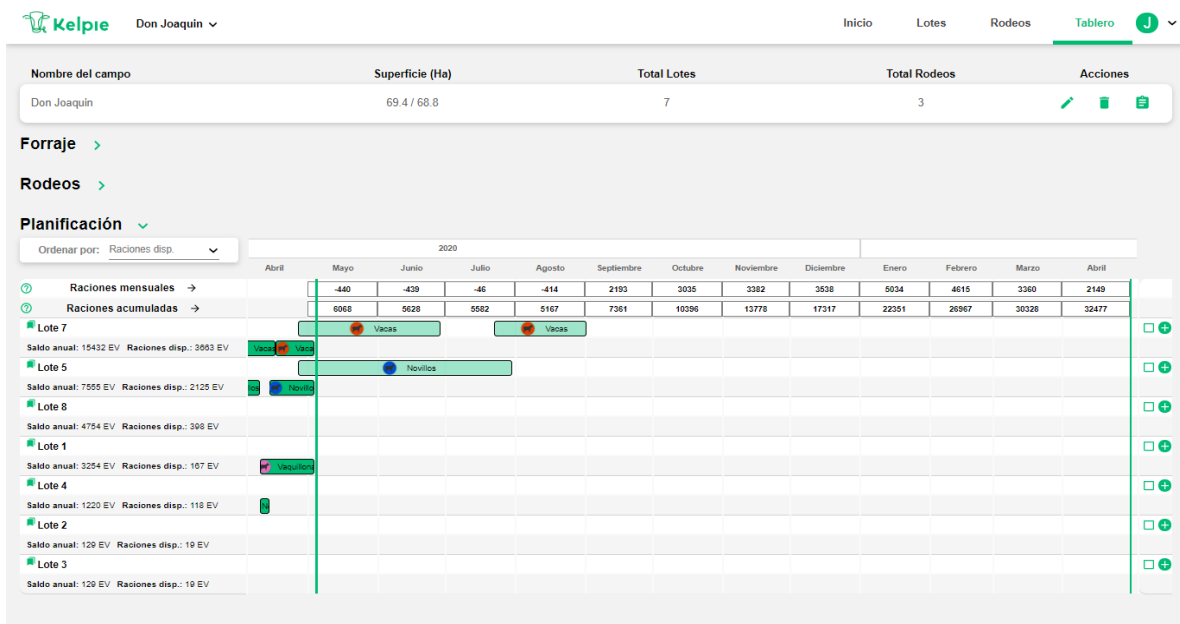 Kelpie Don Joaquin Inicio Lotes Rodeos Tablero J
Nombre del campo Superficie (Ha) Total Lotes Total Rodeos Acciones
Don Joaquin 69.4 / 68.8 7 3
Forraje
Rodeos
Planificación
Ordenar por: Raciones disp. 2020
Abril Mayo Junio Julio Agosto Septiembre Octubre Noviembre Diciembre Enero Febrero Marzo Abril
Raciones mensuales → -440 -439 -46 -414 2193 3035 3382 3538 5034 4615 3360 2149
Raciones acumuladas → 6068 5628 5582 5167 7361 10396 13778 17317 22351 26967 30328 32477
Lote 7 Vacas Vacas
Saldo anual: 15432 EV Raciones disp.: 3663 EV Vacas Vaca
Lote 5 Novillos
Saldo anual: 7555 EV Raciones disp.: 2125 EV los Novillo
Lote 8
Saldo anual: 4754 EV Raciones disp.: 398 EV
Lote 1
Saldo anual: 3254 EV Raciones disp.: 167 EV Vaquillona
Lote 4
Saldo anual: 1220 EV Raciones disp.: 118 EV
Lote 2
Saldo anual: 129 EV Raciones disp.: 19 EV
Lote 3
Saldo anual: 129 EV Raciones disp.: 19 EV